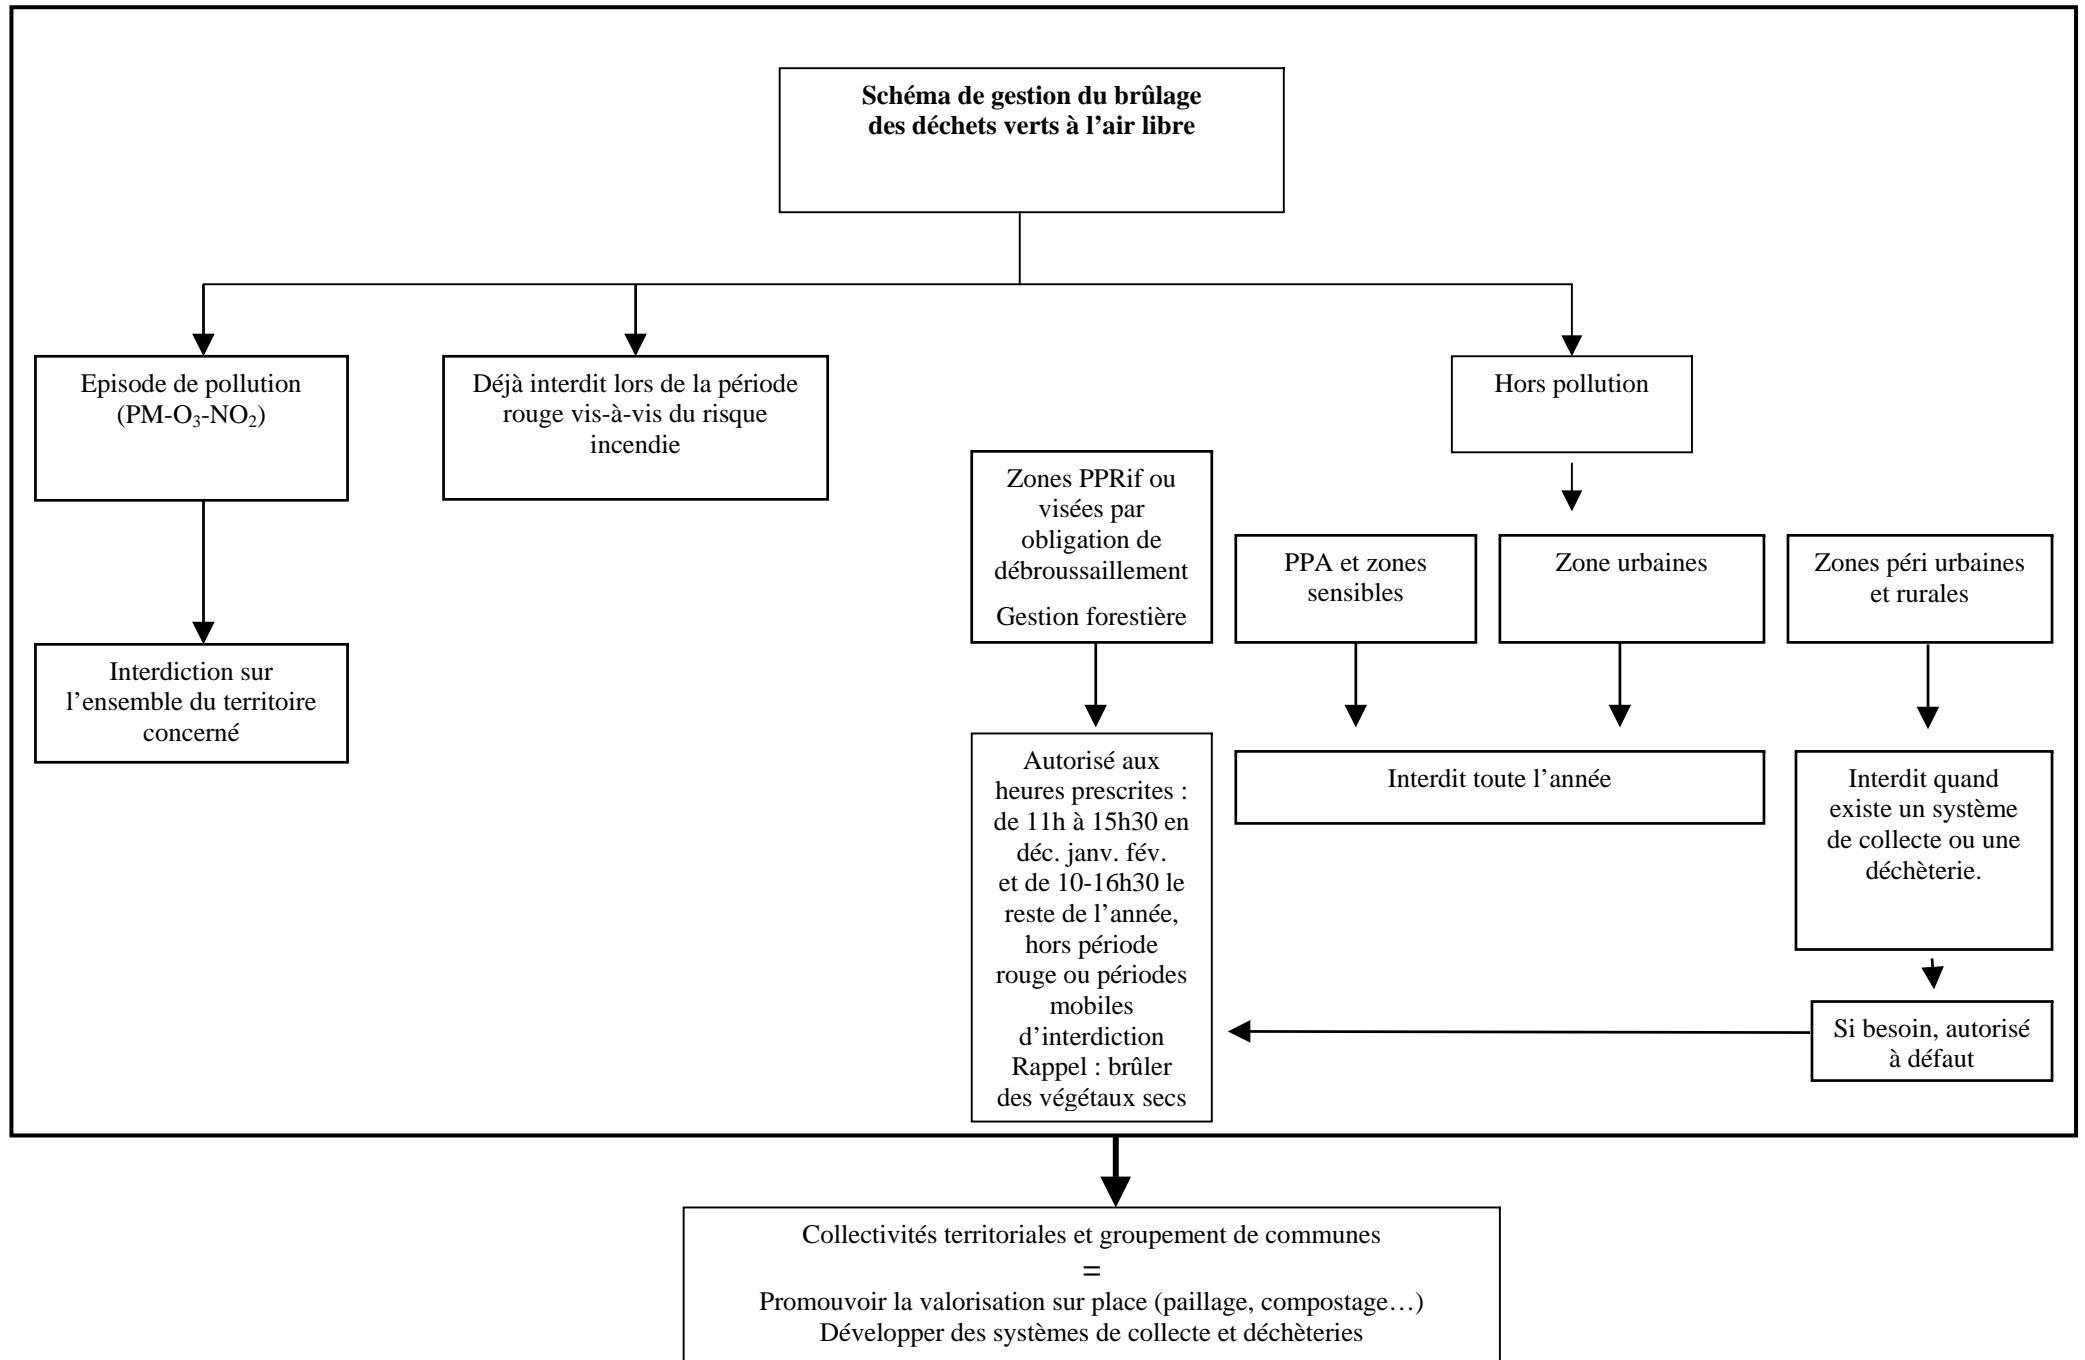 Schéma de gestion du brûlage
des déchets verts à l’air libre
Episode de pollution
(PM-O₃-NO₂)
Déjà interdit lors de la période
rouge vis-à-vis du risque
incendie
Hors pollution
Zones PPRif ou
visées par
obligation de
débroussaillement
Gestion forestière
PPA et zones
sensibles
Zone urbaines
Zones péri urbaines
et rurales
Interdiction sur
l’ensemble du territoire
concerné
Autorisé aux
heures prescrites :
de 11h à 15h30 en
déc. janv. fév.
et de 10-16h30 le
reste de l’année,
hors période
rouge ou périodes
mobiles
d’interdiction
Rappel : brûler
des végétaux secs
Interdit toute l’année
Interdit quand
existe un système
de collecte ou une
déchèterie.
Si besoin, autorisé
à défaut
Collectivités territoriales et groupement de communes
=
Promouvoir la valorisation sur place (paillage, compostage…)
Développer des systèmes de collecte et déchèteries